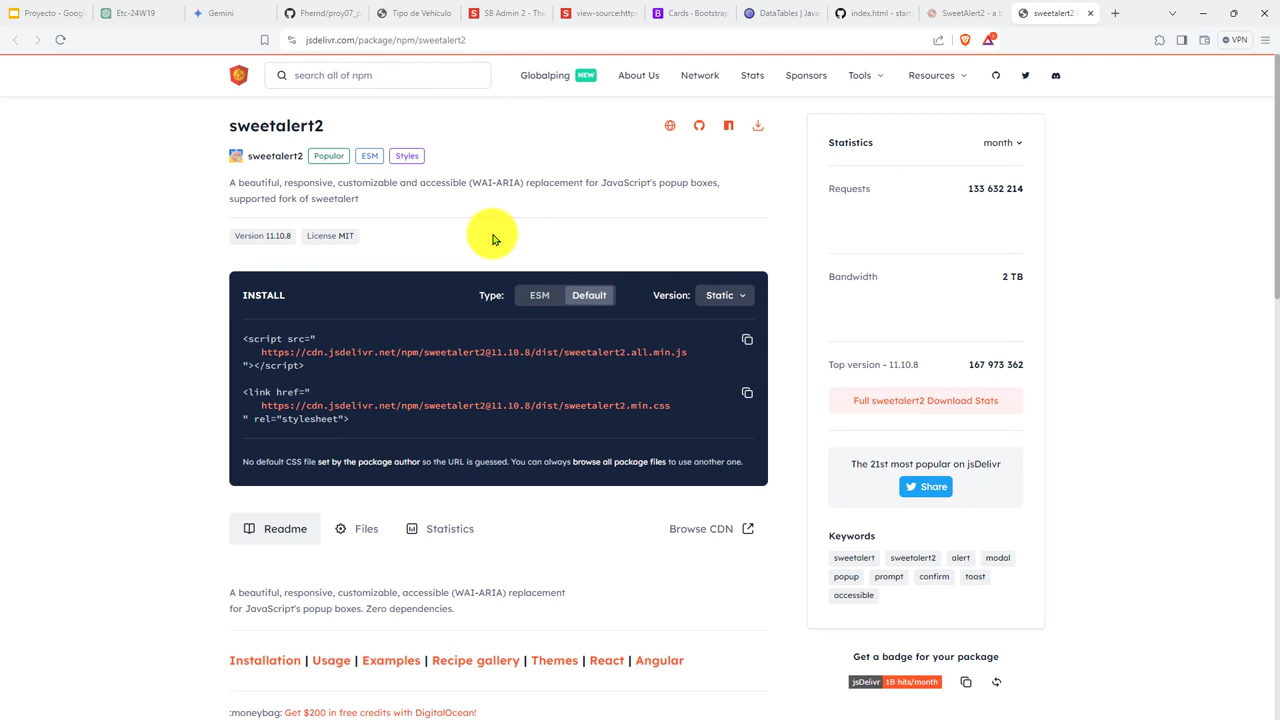 Proyecto - Goog
Etc-24W19
Gemini
Fhernd/proy07_p
Tipo de Vehículo
SB Admin 2 - The
view-source:http
Cards · Bootstrap
DataTables | Java
index.html - start
SweetAlert2 - a b
sweetalert2
jsdelivr.com/package/npm/sweetalert2
VPN
search all of npm
Globalping NEW
About Us
Network
Stats
Sponsors
Tools
Resources
sweetalert2
sweetalert2 Popular ESM Styles
A beautiful, responsive, customizable and accessible (WAI-ARIA) replacement for JavaScript's popup boxes,
supported fork of sweetalert
Version 11.10.8 License MIT
INSTALL
Type: ESM Default
Version: Static
<script src="
https://cdn.jsdelivr.net/npm/sweetalert2@11.10.8/dist/sweetalert2.all.min.js
"></script>
<link href="
https://cdn.jsdelivr.net/npm/sweetalert2@11.10.8/dist/sweetalert2.min.css
" rel="stylesheet">
No default CSS file set by the package author so the URL is guessed. You can always browse all package files to use another one.
Readme
Files
Statistics
Browse CDN
A beautiful, responsive, customizable, accessible (WAI-ARIA) replacement
for JavaScript's popup boxes. Zero dependencies.
Installation | Usage | Examples | Recipe gallery | Themes | React | Angular
:moneybag: Get $200 in free credits with DigitalOcean!
Statistics month
Requests 133 632 214
Bandwidth 2 TB
Top version - 11.10.8 167 973 362
Full sweetalert2 Download Stats
The 21st most popular on jsDelivr
Share
Keywords
sweetalert sweetalert2 alert modal
popup prompt confirm toast
accessible
Get a badge for your package
jsDelivr 1B hits/month